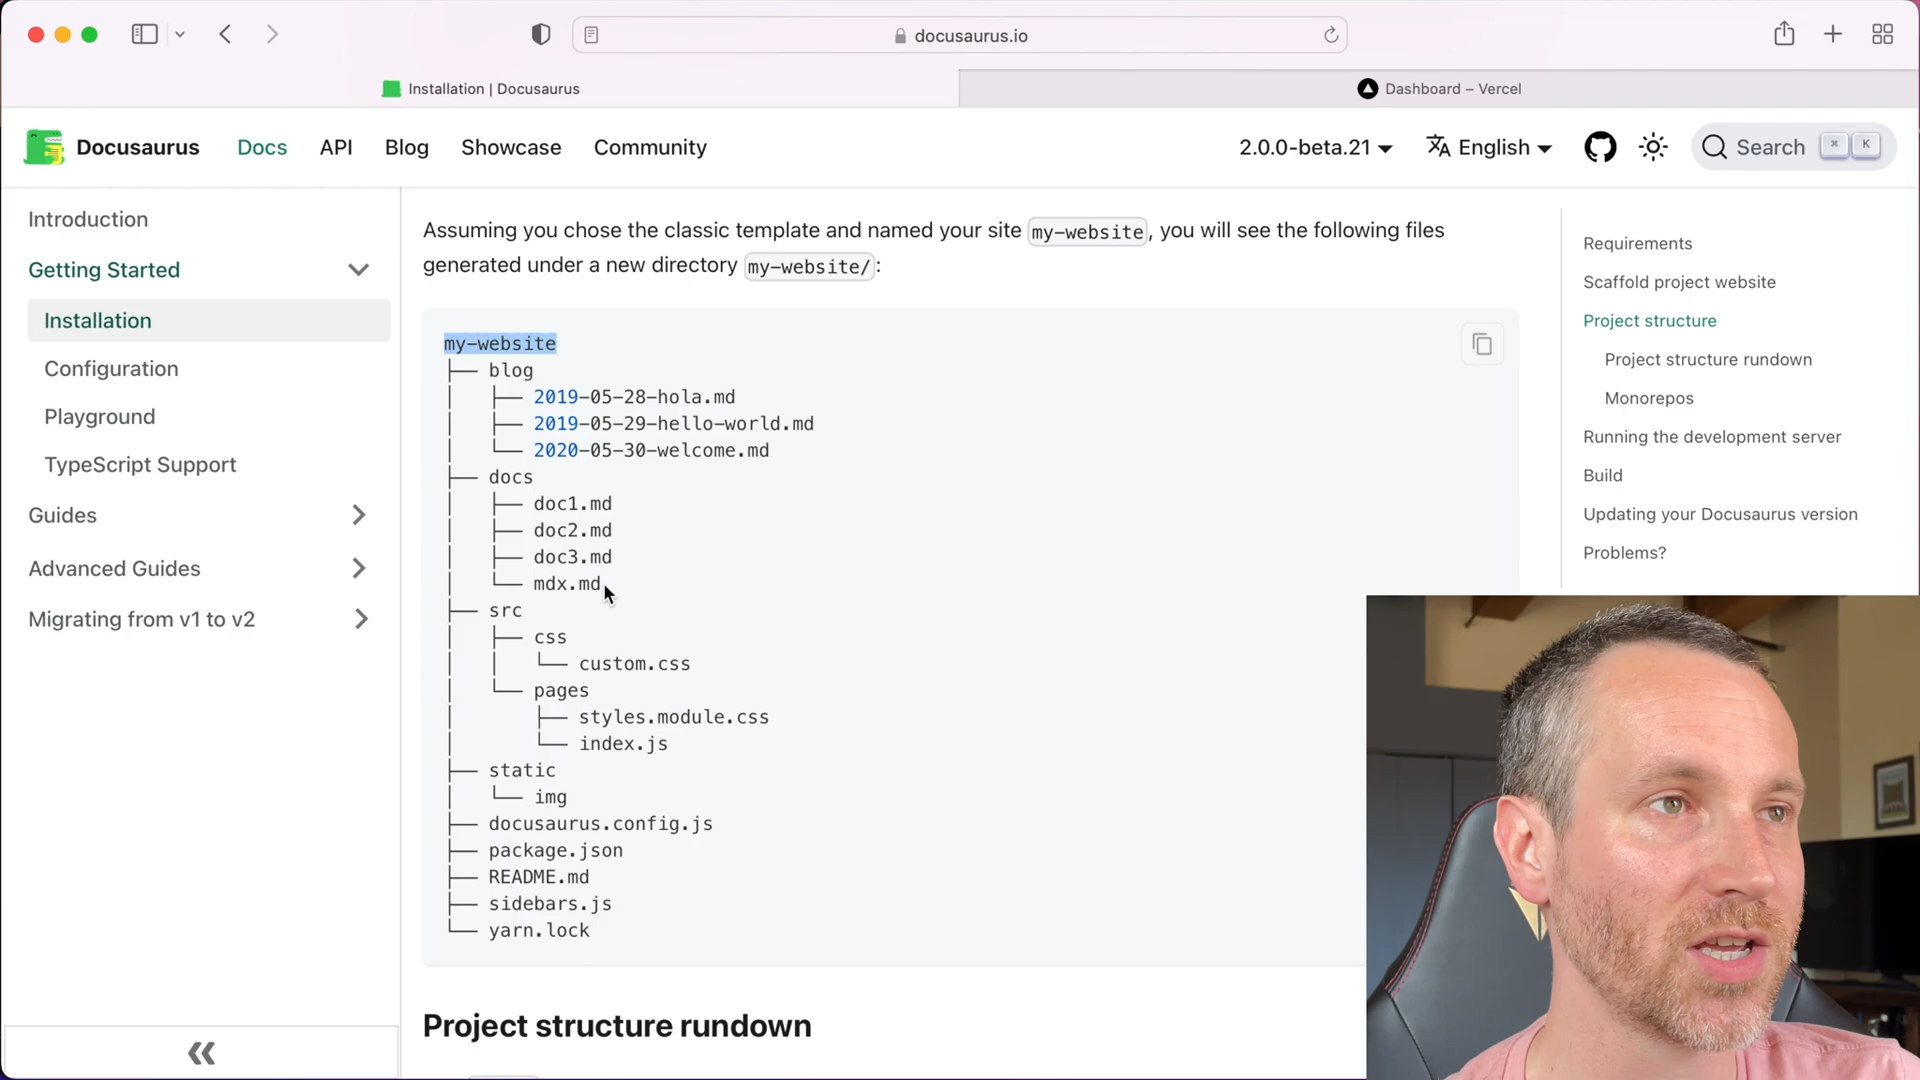 docusaurus.io
Installation | Docusaurus
Dashboard – Vercel
Docusaurus
Docs
API
Blog
Showcase
Community
2.0.0-beta.21
English
Search ⌘ K
Introduction
Getting Started
Installation
Configuration
Playground
TypeScript Support
Guides
Advanced Guides
Migrating from v1 to v2
Assuming you chose the classic template and named your site my-website, you will see the following files
generated under a new directory my-website/:
my-website
├── blog
│   ├── 2019-05-28-hola.md
│   ├── 2019-05-29-hello-world.md
│   └── 2020-05-30-welcome.md
├── docs
│   ├── doc1.md
│   ├── doc2.md
│   ├── doc3.md
│   └── mdx.md
├── src
│   ├── css
│   │   └── custom.css
│   └── pages
│       ├── styles.module.css
│       └── index.js
├── static
│   └── img
├── docusaurus.config.js
├── package.json
├── README.md
├── sidebars.js
└── yarn.lock
Project structure rundown
Requirements
Scaffold project website
Project structure
Project structure rundown
Monorepos
Running the development server
Build
Updating your Docusaurus version
Problems?